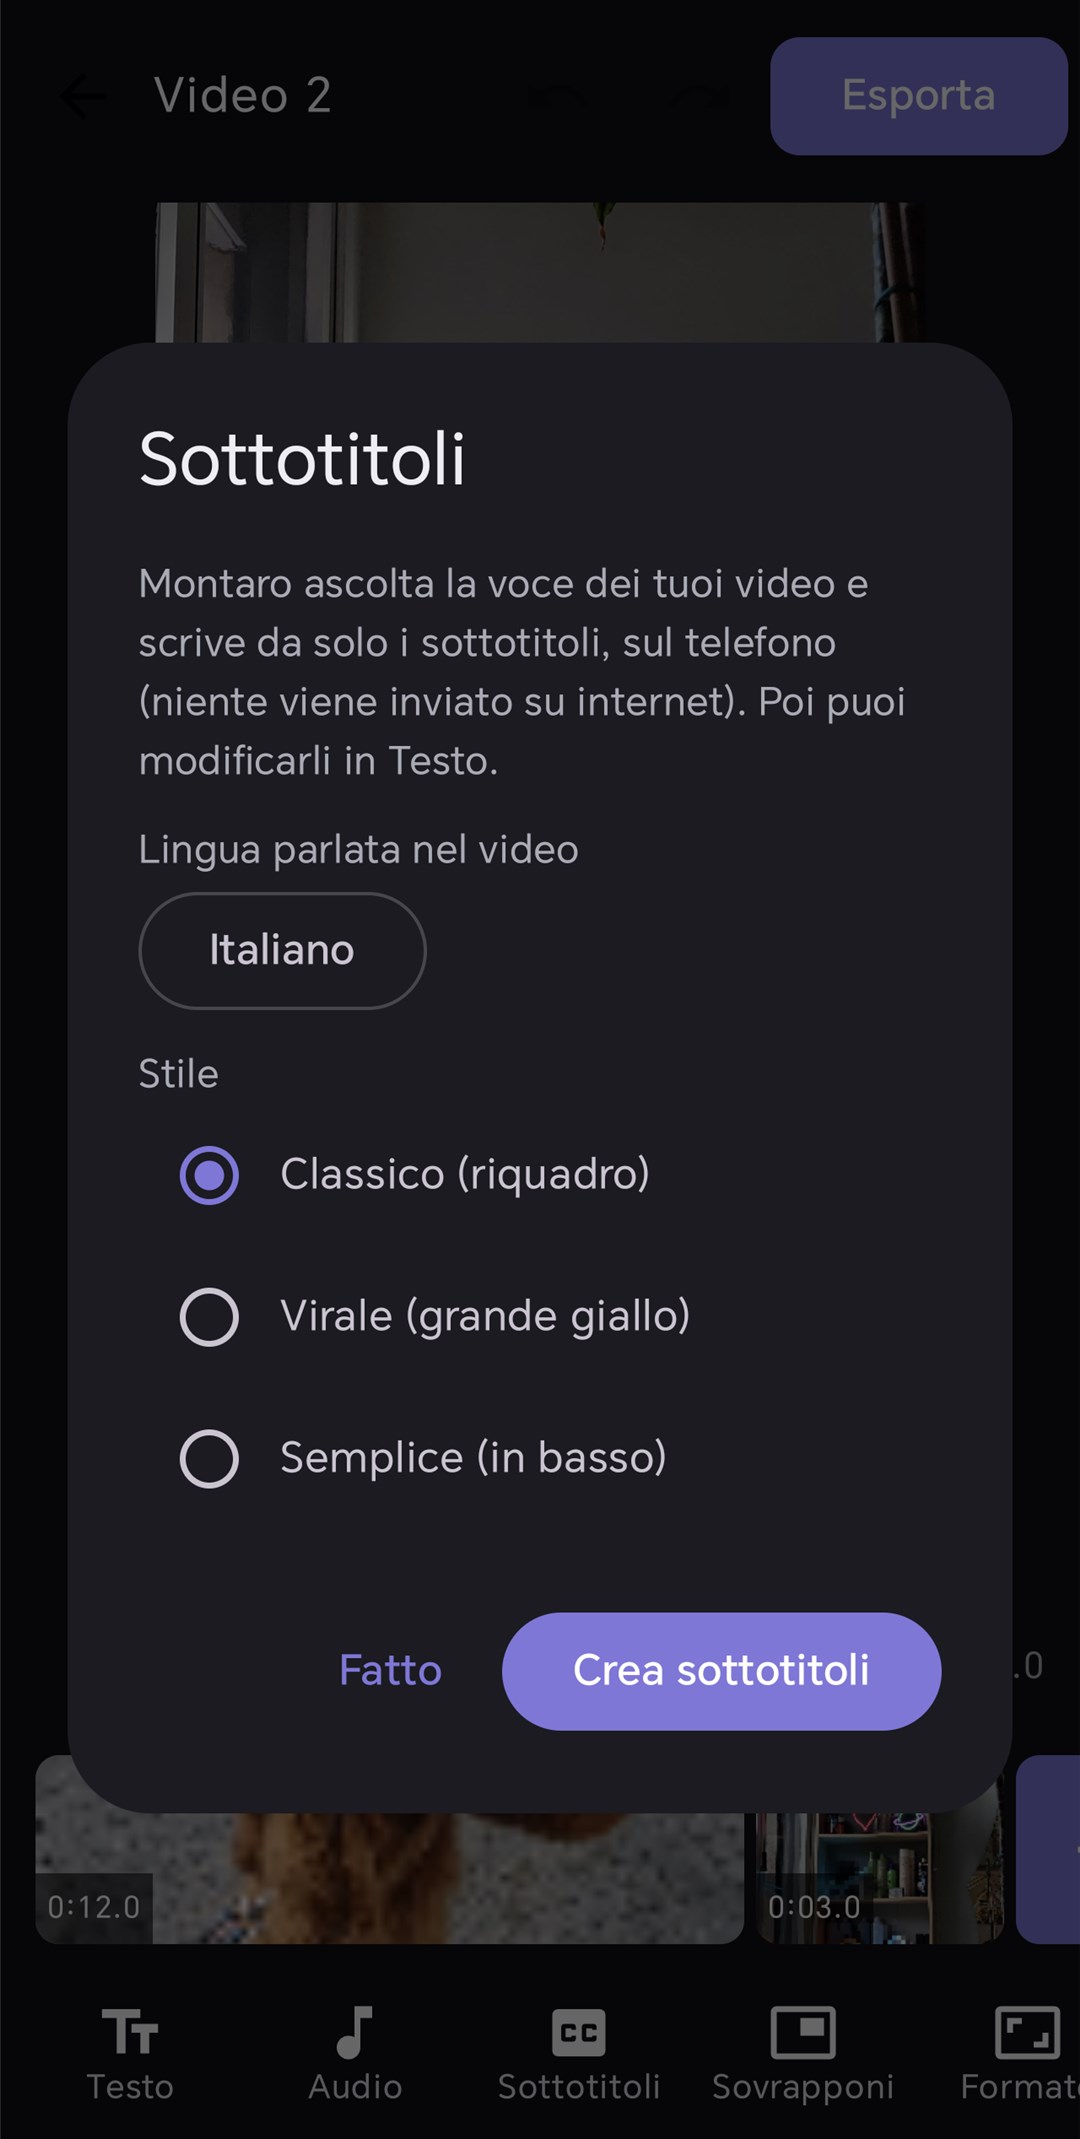 Video 2
Esporta
Sottotitoli
Montaro ascolta la voce dei tuoi video e
scrive da solo i sottotitoli, sul telefono
(niente viene inviato su internet). Poi puoi
modificarli in Testo.
Lingua parlata nel video
Italiano
Stile
Classico (riquadro)
Virale (grande giallo)
Semplice (in basso)
Fatto
Crea sottotitoli
.0
0:12.0
0:03.0
Testo
Audio
Sottotitoli
Sovrapponi
Format